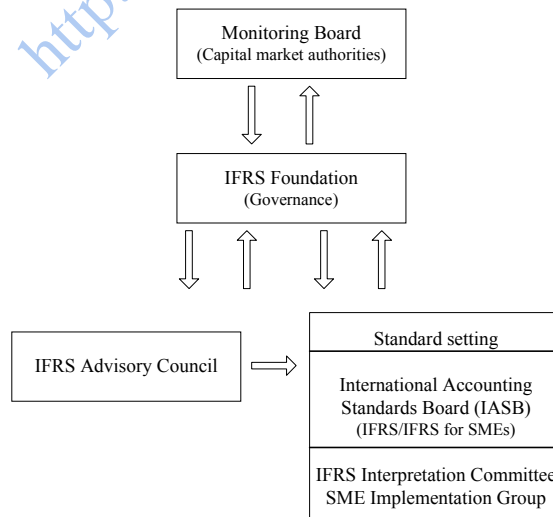 http
Monitoring Board
(Capital market authorities)
IFRS Foundation
(Governance)
IFRS Advisory Council
Standard setting
International Accounting
Standards Board (IASB)
(IFRS/IFRS for SMEs)
IFRS Interpretation Committee
SME Implementation Group